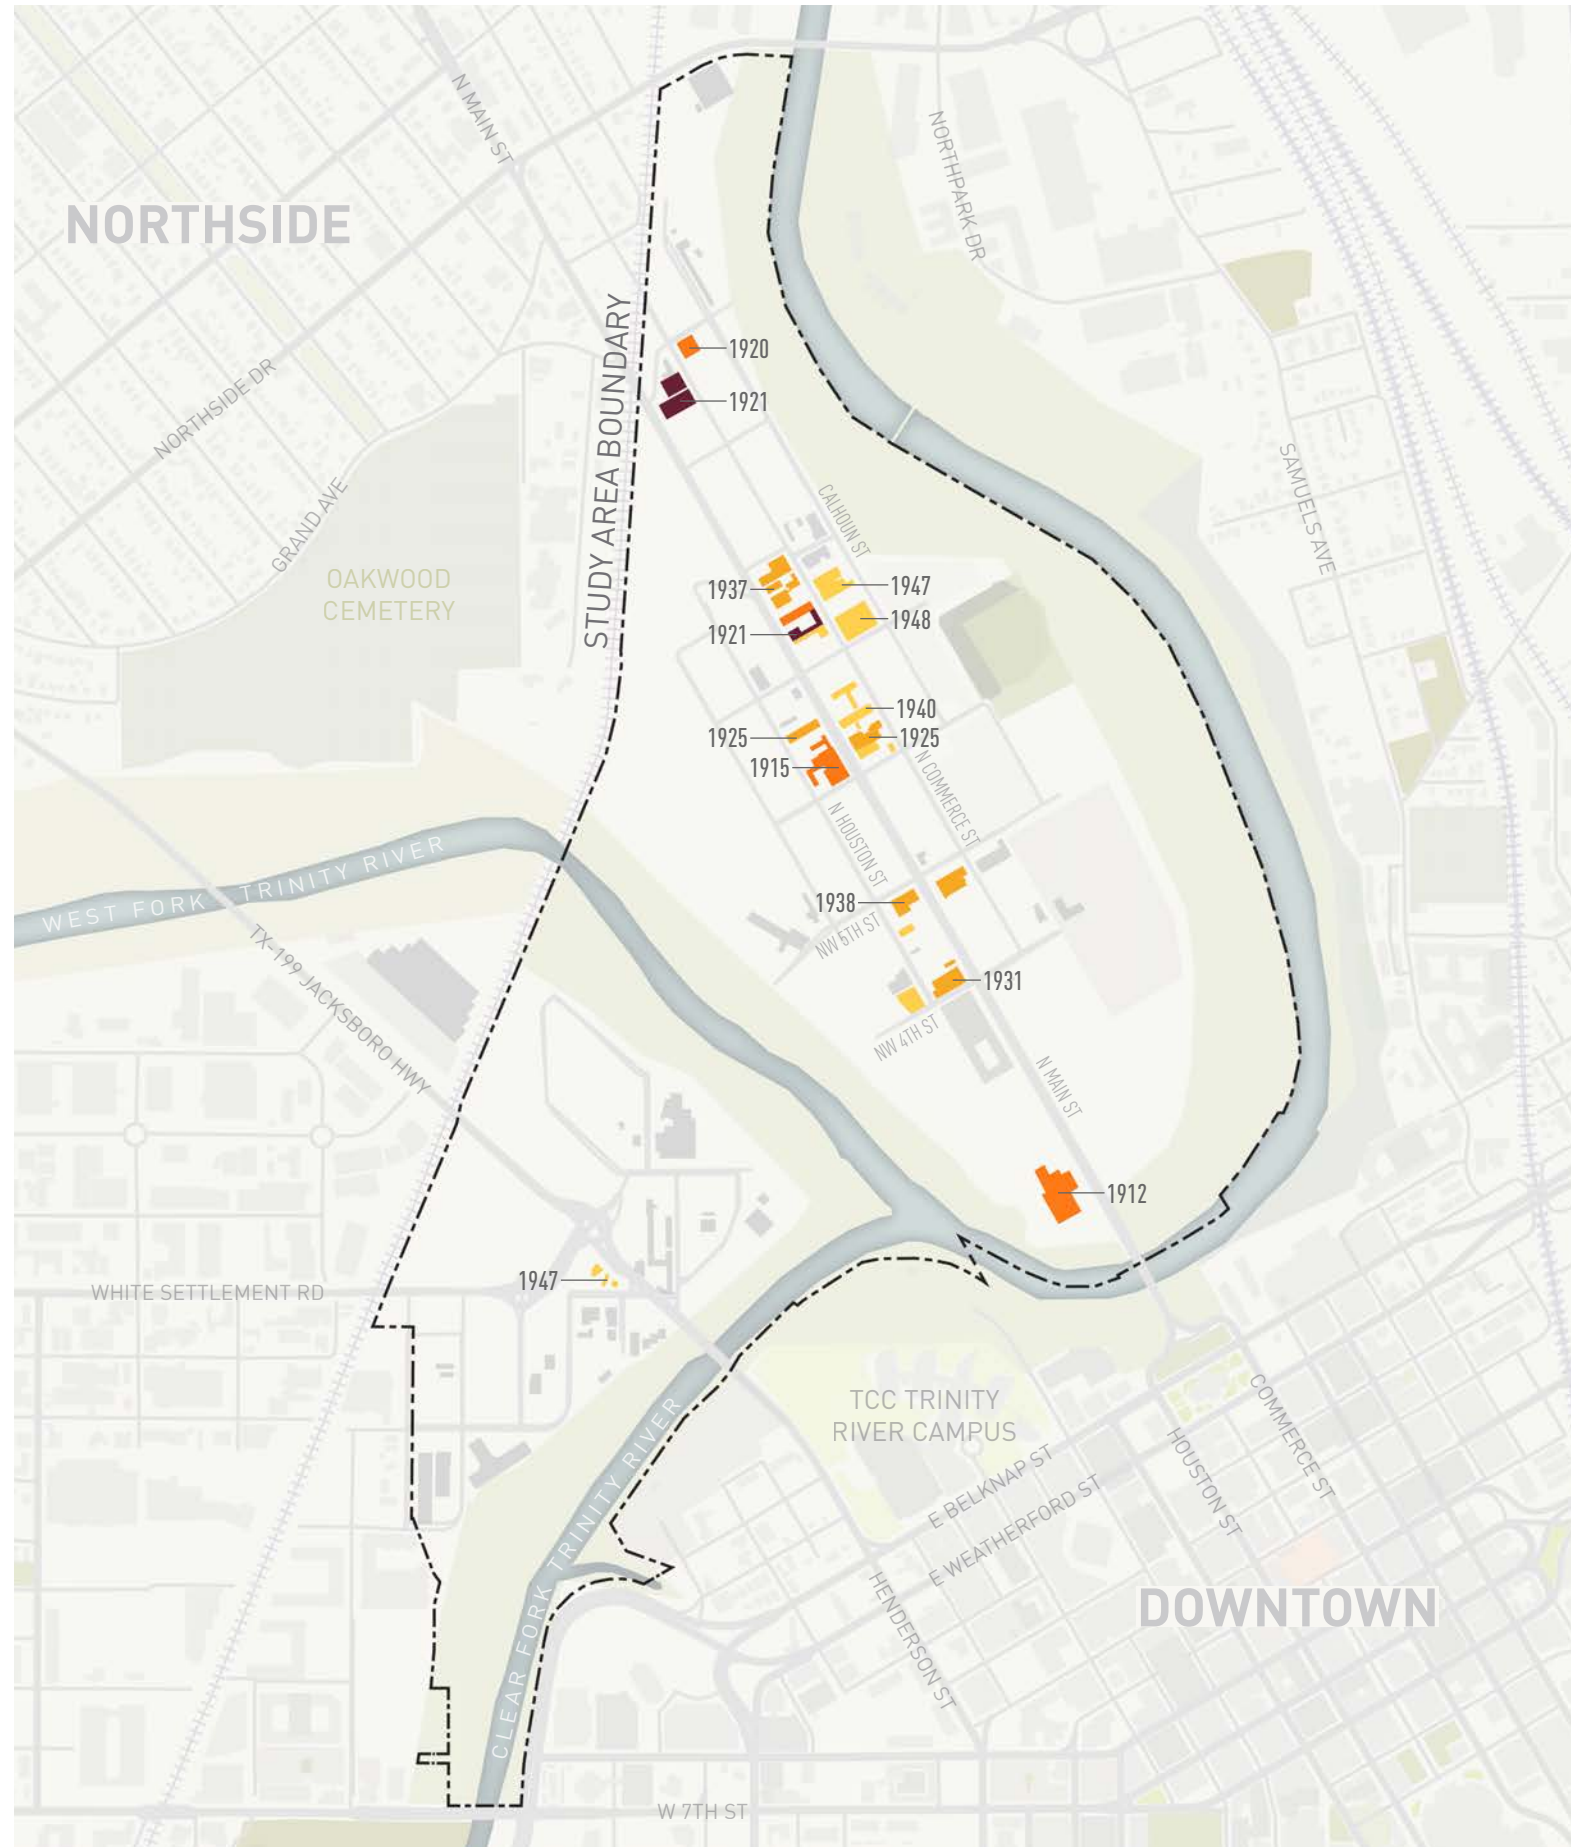 N MAIN ST
NORTHPARK DR
NORTHSIDE
STUDY AREA BOUNDARY
1920
NORTHSIDE DR
1921
GRAND AVE
SAMUELS AVE
CALHOUN ST
OAKWOOD
CEMETERY
1937
1947
1948
1921
1940
1925
1925
1915
N COMMERCE ST
N HOUSTON ST
WEST FORK TRINITY RIVER
1938
NW 5TH ST
TX-199 JACKSBORO HWY
1931
NW 4TH ST
N MAIN ST
1912
1947
WHITE SETTLEMENT RD
TCC TRINITY
RIVER CAMPUS
COMMERCE ST
HOUSTON ST
E BELKNAP ST
E WEATHERFORD ST
CLEAR FORK TRINITY RIVER
HENDERSON ST
DOWNTOWN
W 7TH ST